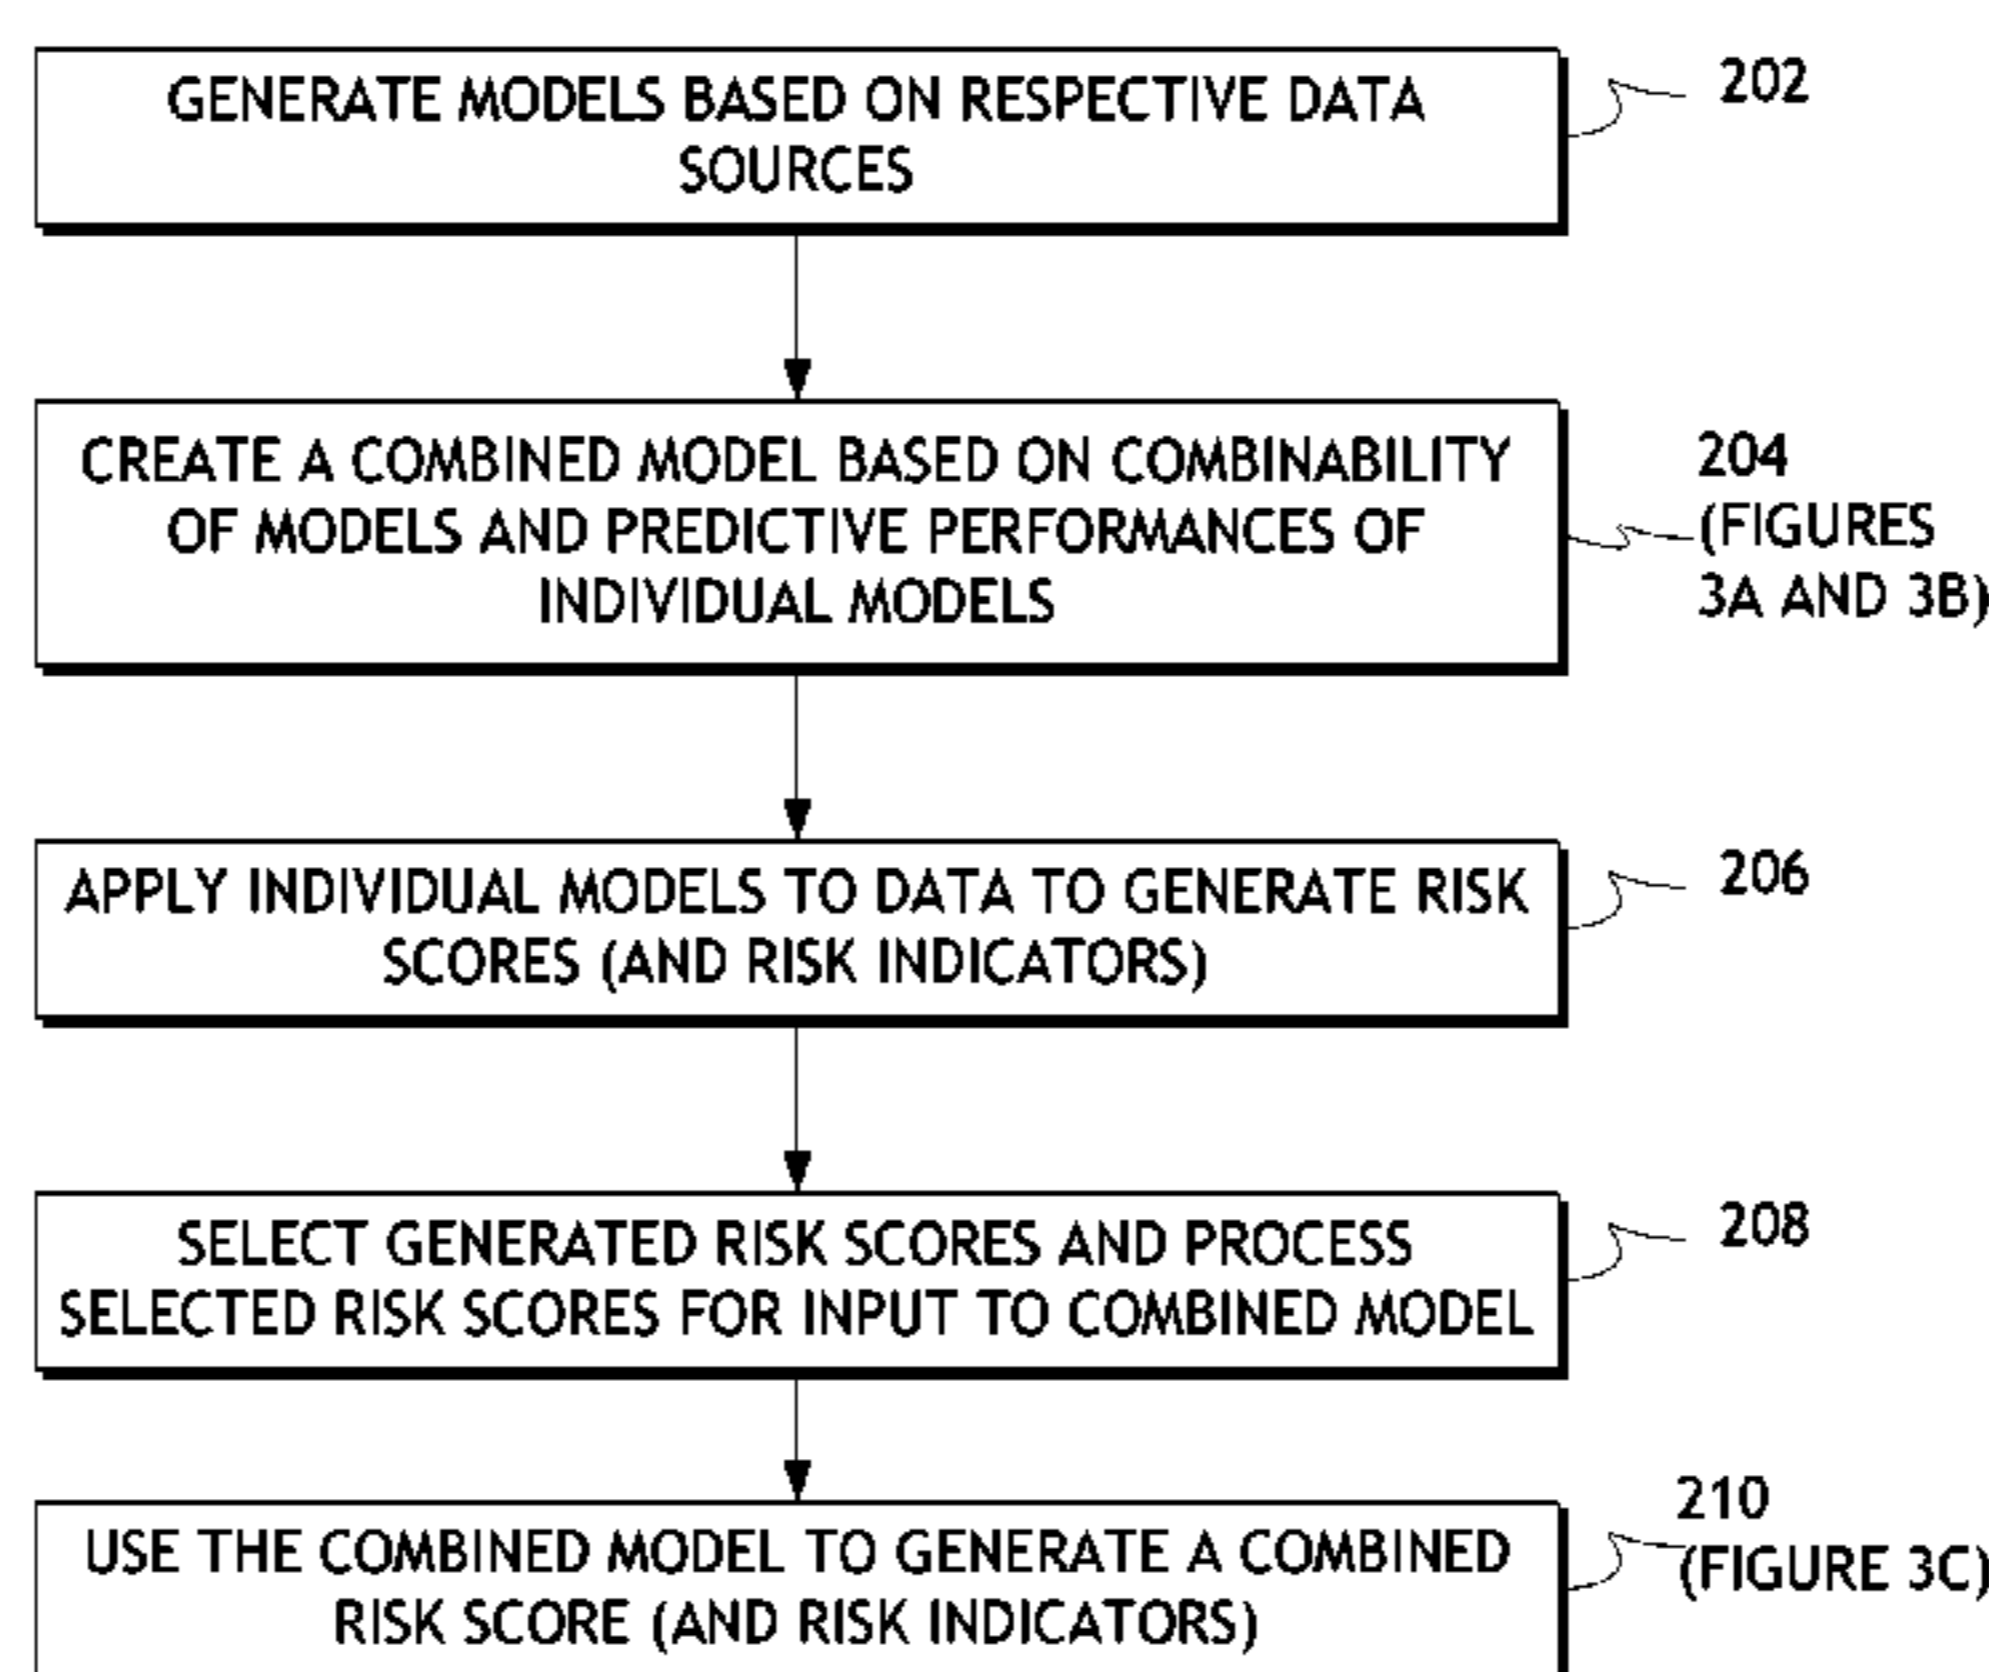 GENERATE MODELS BASED ON RESPECTIVE DATA
SOURCES
202
CREATE A COMBINED MODEL BASED ON COMBINABILITY
OF MODELS AND PREDICTIVE PERFORMANCES OF
INDIVIDUAL MODELS
204
(FIGURES
3A AND 3B)
APPLY INDIVIDUAL MODELS TO DATA TO GENERATE RISK
SCORES (AND RISK INDICATORS)
206
SELECT GENERATED RISK SCORES AND PROCESS
SELECTED RISK SCORES FOR INPUT TO COMBINED MODEL
208
USE THE COMBINED MODEL TO GENERATE A COMBINED
RISK SCORE (AND RISK INDICATORS)
210
(FIGURE 3C)